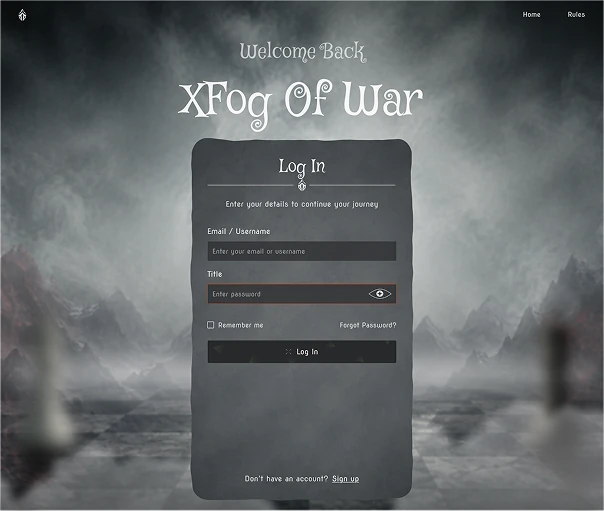 Home Rules
Welcome Back
XFog Of War
Log In
Enter your details to continue your journey
Email / Username
Enter your email or username
Title
Enter password
Remember me Forgot Password?
Log In
Don't have an account? Sign up